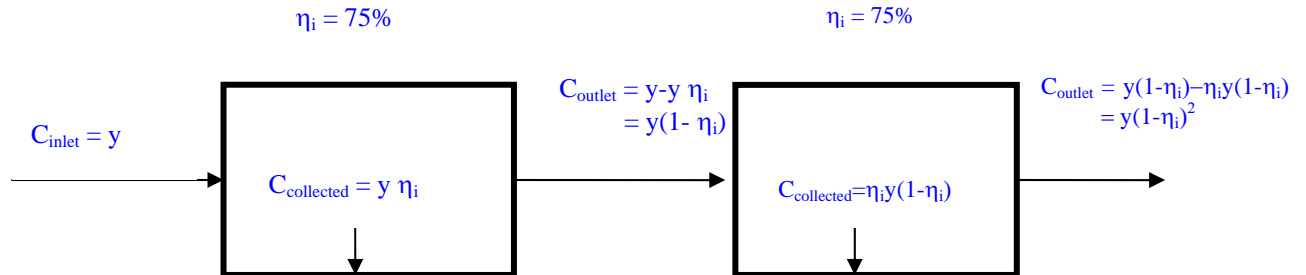 ηi = 75%
ηi = 75%
Cinlet = y
Ccollected = y ηi
Coutlet = y-y ηi
= y(1- ηi)
Ccollected=ηiy(1-ηi)
Coutlet = y(1-ηi)–ηiy(1-ηi)
= y(1-ηi)2